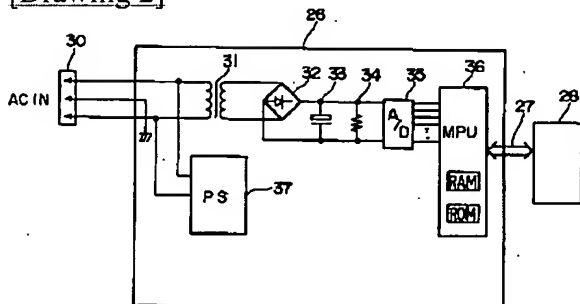 [Drawing 2]
26
30
31
32
33
34
35
36
AC IN
A/D
MPU
27
28
RAM
ROM
PS
37